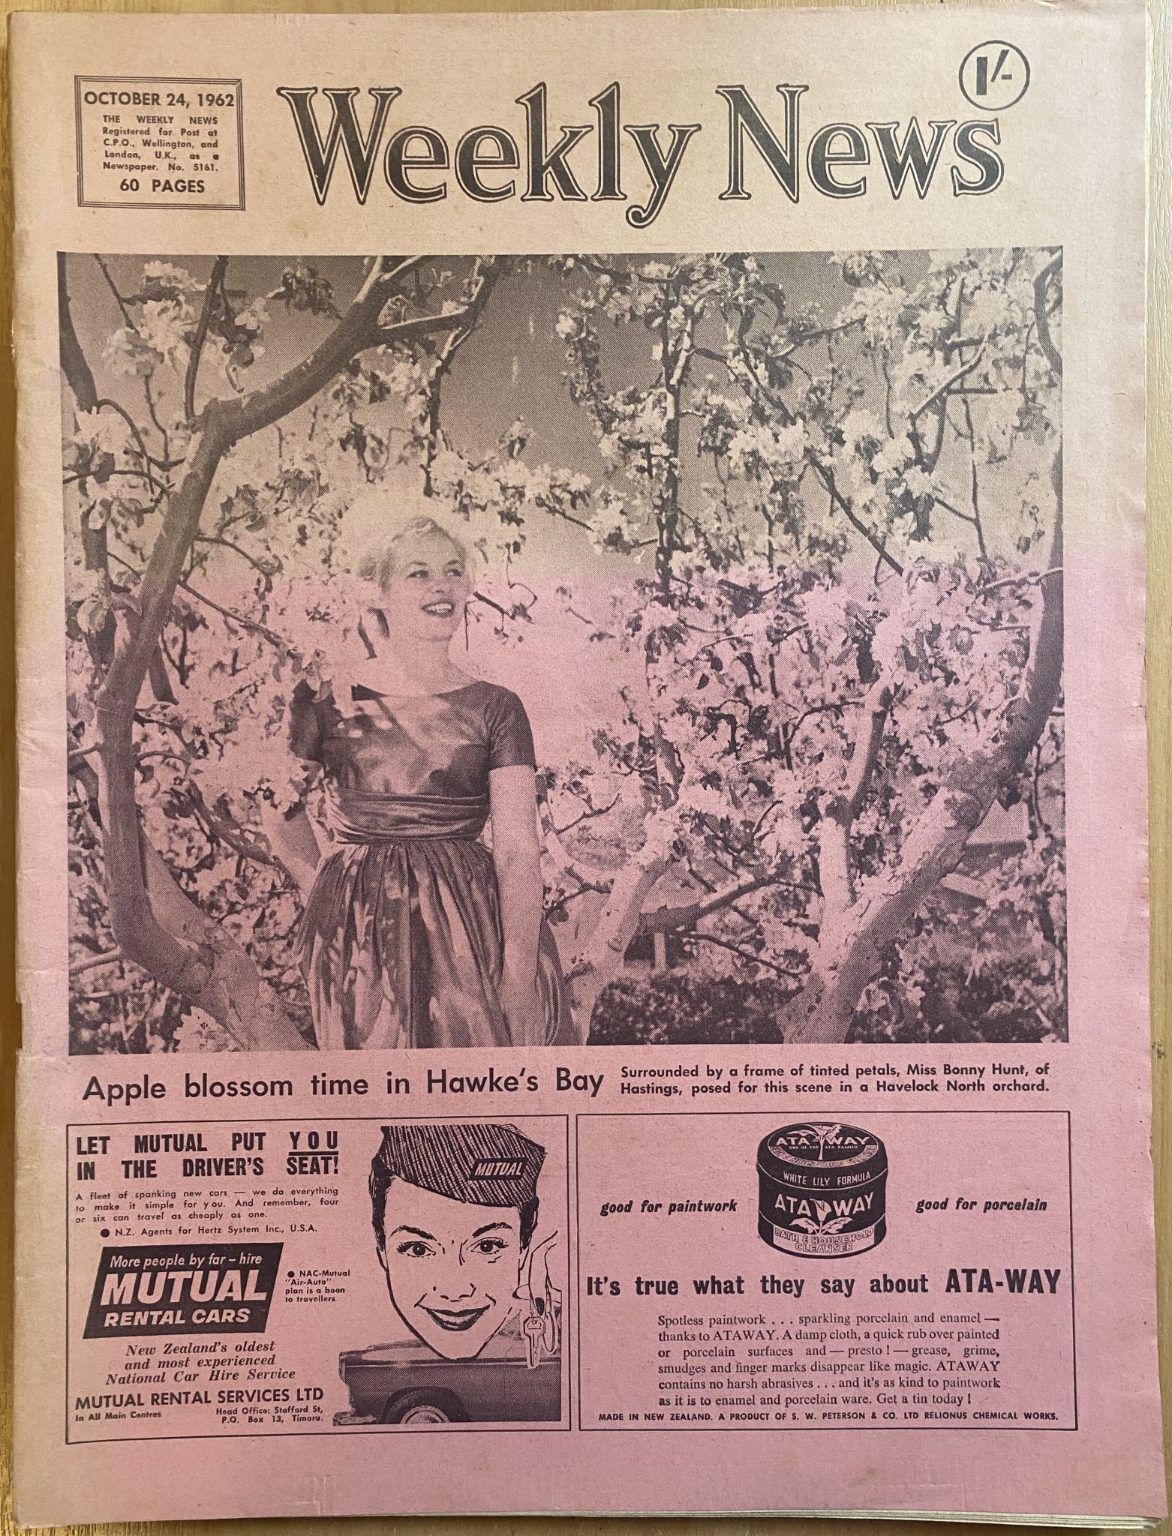 OCTOBER 24, 1962
THE WEEKLY NEWS
Registered for Post at
C.P.O., Wellington, and
London, U.K., as a
Newspaper. No. 5161.
60 PAGES
Weekly News
1/-
Apple blossom time in Hawke's Bay
Surrounded by a frame of tinted petals, Miss Bonny Hunt, of
Hastings, posed for this scene in a Havelock North orchard.
LET MUTUAL PUT YOU
IN THE DRIVER'S SEAT!
A fleet of spanking new cars — we do everything
to make it simple for you. And remember, four
or six can travel as cheaply as one.
● N.Z. Agents for Hertz System Inc., U.S.A.
More people by far – hire
MUTUAL
RENTAL CARS
● NAC-Mutual
"Air-Auto"
plan is a boon
to travellers
New Zealand's oldest
and most experienced
National Car Hire Service
MUTUAL RENTAL SERVICES LTD
In All Main Centres
Head Office: Stafford St,
P.O. Box 13, Timaru.
MUTUAL
ATA-WAY
WHITE LILY FORMULA
ATA WAY
BATH & HOUSEHOLD
CLEANSER
good for paintwork
good for porcelain
It's true what they say about ATA-WAY
Spotless paintwork . . . sparkling porcelain and enamel —
thanks to ATAWAY. A damp cloth, a quick rub over painted
or porcelain surfaces and — presto ! — grease, grime,
smudges and finger marks disappear like magic. ATAWAY
contains no harsh abrasives . . . and it's as kind to paintwork
as it is to enamel and porcelain ware. Get a tin today !
MADE IN NEW ZEALAND. A PRODUCT OF S. W. PETERSON & CO. LTD RELIONUS CHEMICAL WORKS.